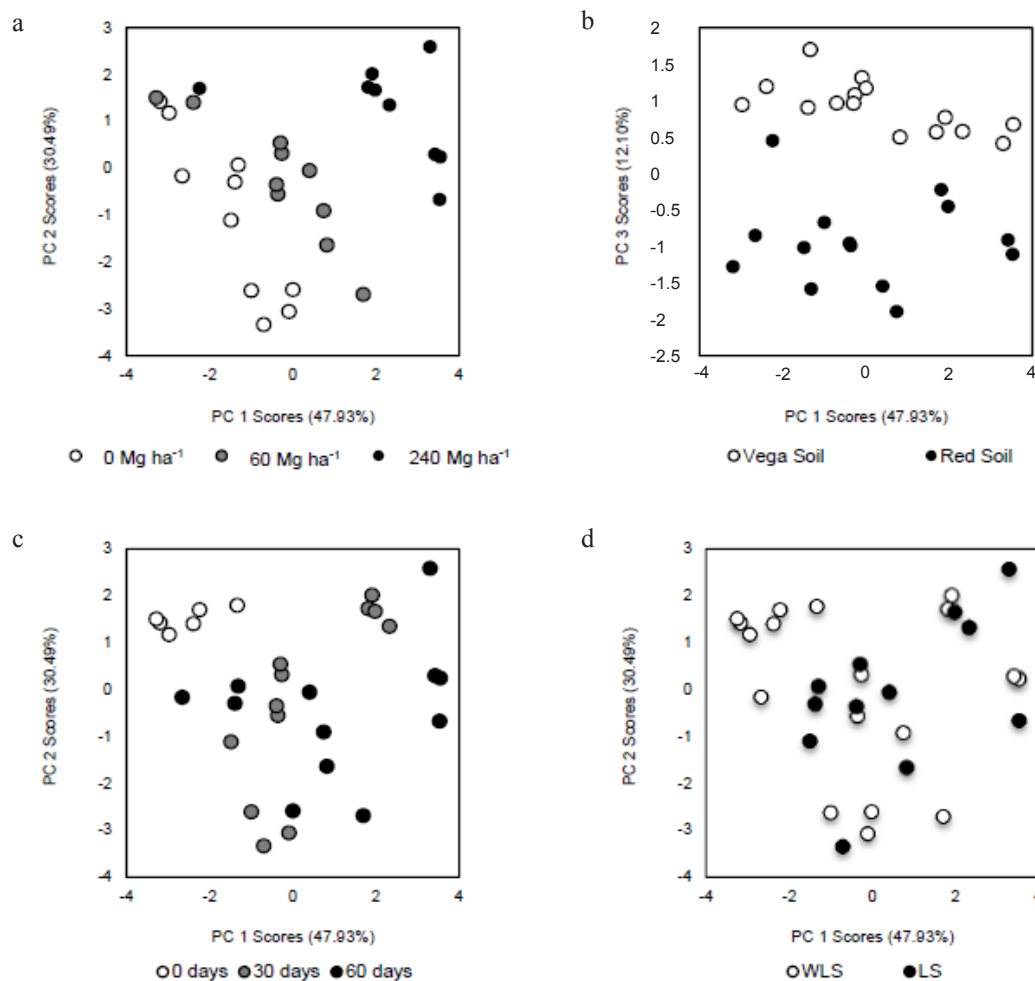 a
3
2
1
0
-1
-2
-3
-4
PC 2 Scores (30.49%)
-4 -2 0 2 4
PC 1 Scores (47.93%)
0 Mg ha⁻¹ 60 Mg ha⁻¹ 240 Mg ha⁻¹
b
2
1.5
1
0.5
0
-0.5
-1
-1.5
-2
-2.5
PC 3 Scores (12.10%)
-4 -2 0 2 4
PC 1 Scores (47.93%)
Vega Soil Red Soil
c
3
2
1
0
-1
-2
-3
-4
PC 2 Scores (30.49%)
-4 -2 0 2 4
PC 1 Scores (47.93%)
0 days 30 days 60 days
d
3
2
1
0
-1
-2
-3
-4
PC 2 Scores (30.49%)
-4 -2 0 2 4
PC 1 Scores (47.93%)
WLS LS